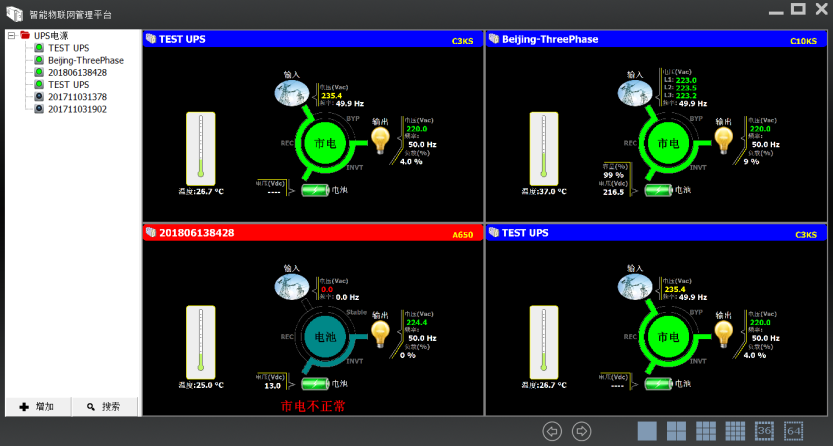 智能物联网管理平台
UPS电源
TEST UPS
Beijing-ThreePhase
201806138428
TEST UPS
201711031378
201711031902
增加
搜索
TEST UPS C3KS
输入
电压(Vac)
235.4
频率: 49.9 Hz
BYP
REC
市电
INVT
输出
电压(Vac)
220.0
频率:
50.0 Hz
负载(%)
4.0 %
电压(Vdc)
----
电池
温度:26.7 °C
Beijing-ThreePhase C10KS
输入
电压(Vac)
L1: 223.0
L2: 223.5
L3: 223.2
频率: 49.9 Hz
BYP
REC
市电
INVT
输出
电压(Vac)
220.0
频率:
50.0 Hz
负载(%)
9 %
容量(%)
99 %
电压(Vdc)
216.5
电池
温度:37.0 °C
201806138428 A650
输入
电压(Vac)
0.0
频率: 0.0 Hz
Stable
REC
电池
INVT
输出
电压(Vac)
224.4
频率:
50.0 Hz
负载(%)
0 %
电压(Vdc)
13.0
电池
温度:25.0 °C
市电不正常
TEST UPS C3KS
输入
电压(Vac)
235.4
频率: 49.9 Hz
BYP
REC
市电
INVT
输出
电压(Vac)
220.0
频率:
50.0 Hz
负载(%)
4.0 %
电压(Vdc)
----
电池
温度:26.7 °C
36
64